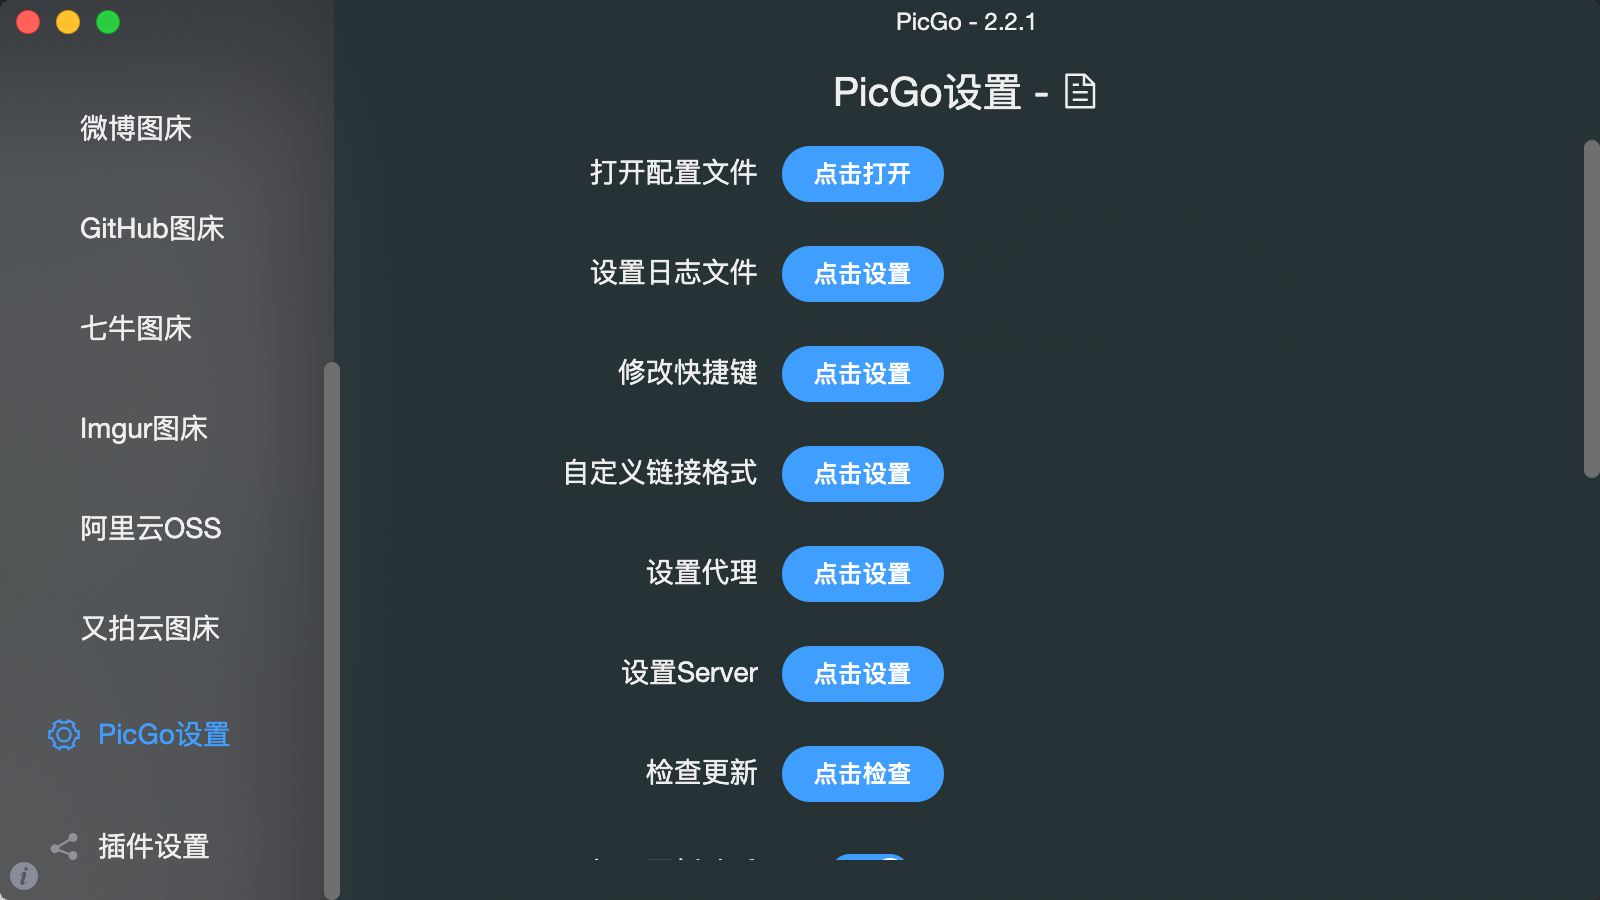 PicGo - 2.2.1
微博图床
GitHub图床
七牛图床
Imgur图床
阿里云OSS
又拍云图床
PicGo设置
插件设置
PicGo设置 -
打开配置文件 点击打开
设置日志文件 点击设置
修改快捷键 点击设置
自定义链接格式 点击设置
设置代理 点击设置
设置Server 点击设置
检查更新 点击检查